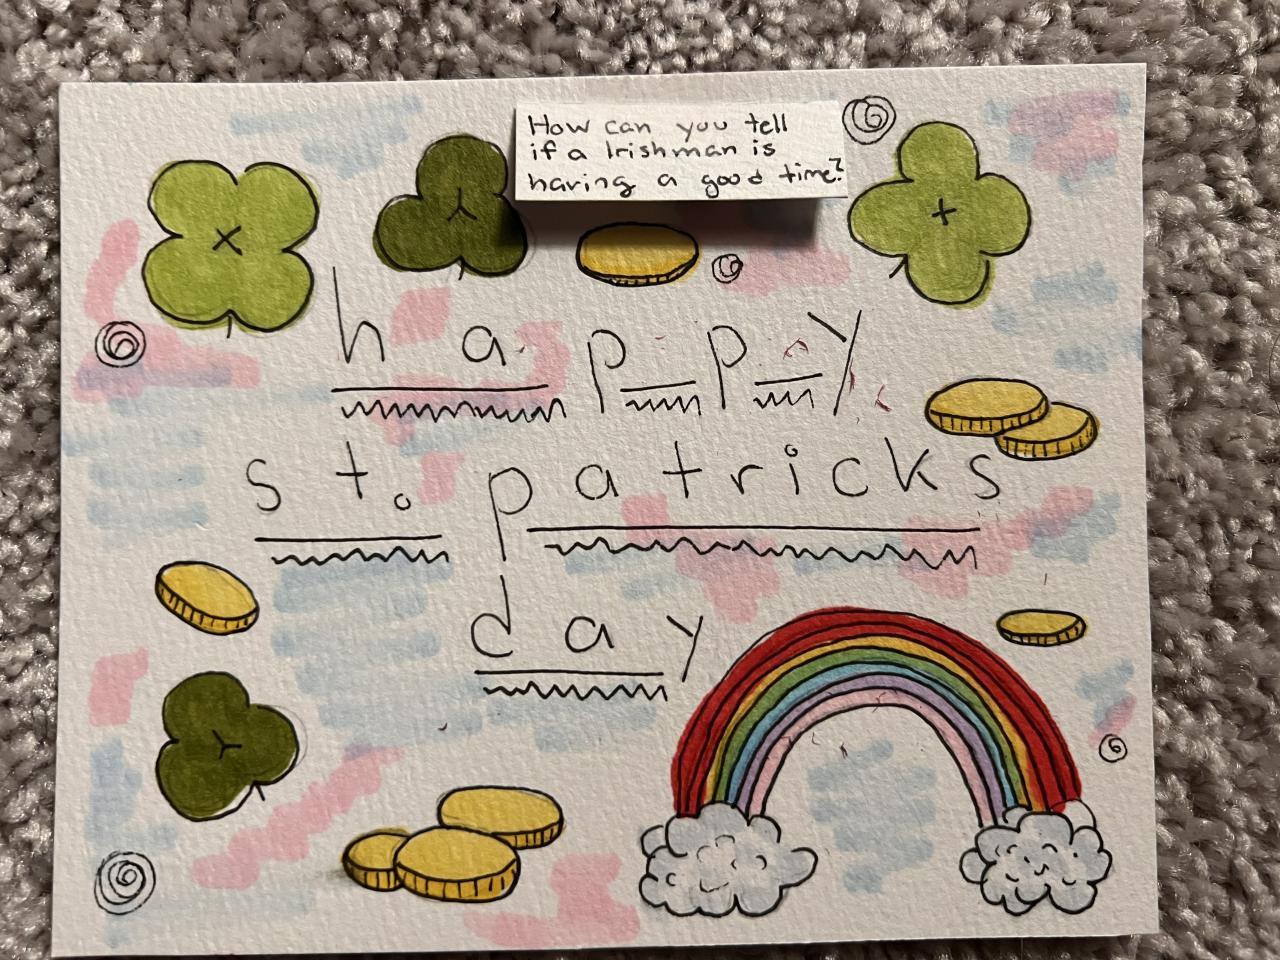 How can you tell
if a Irishman is
having a good time?
happy
st. patricks
day